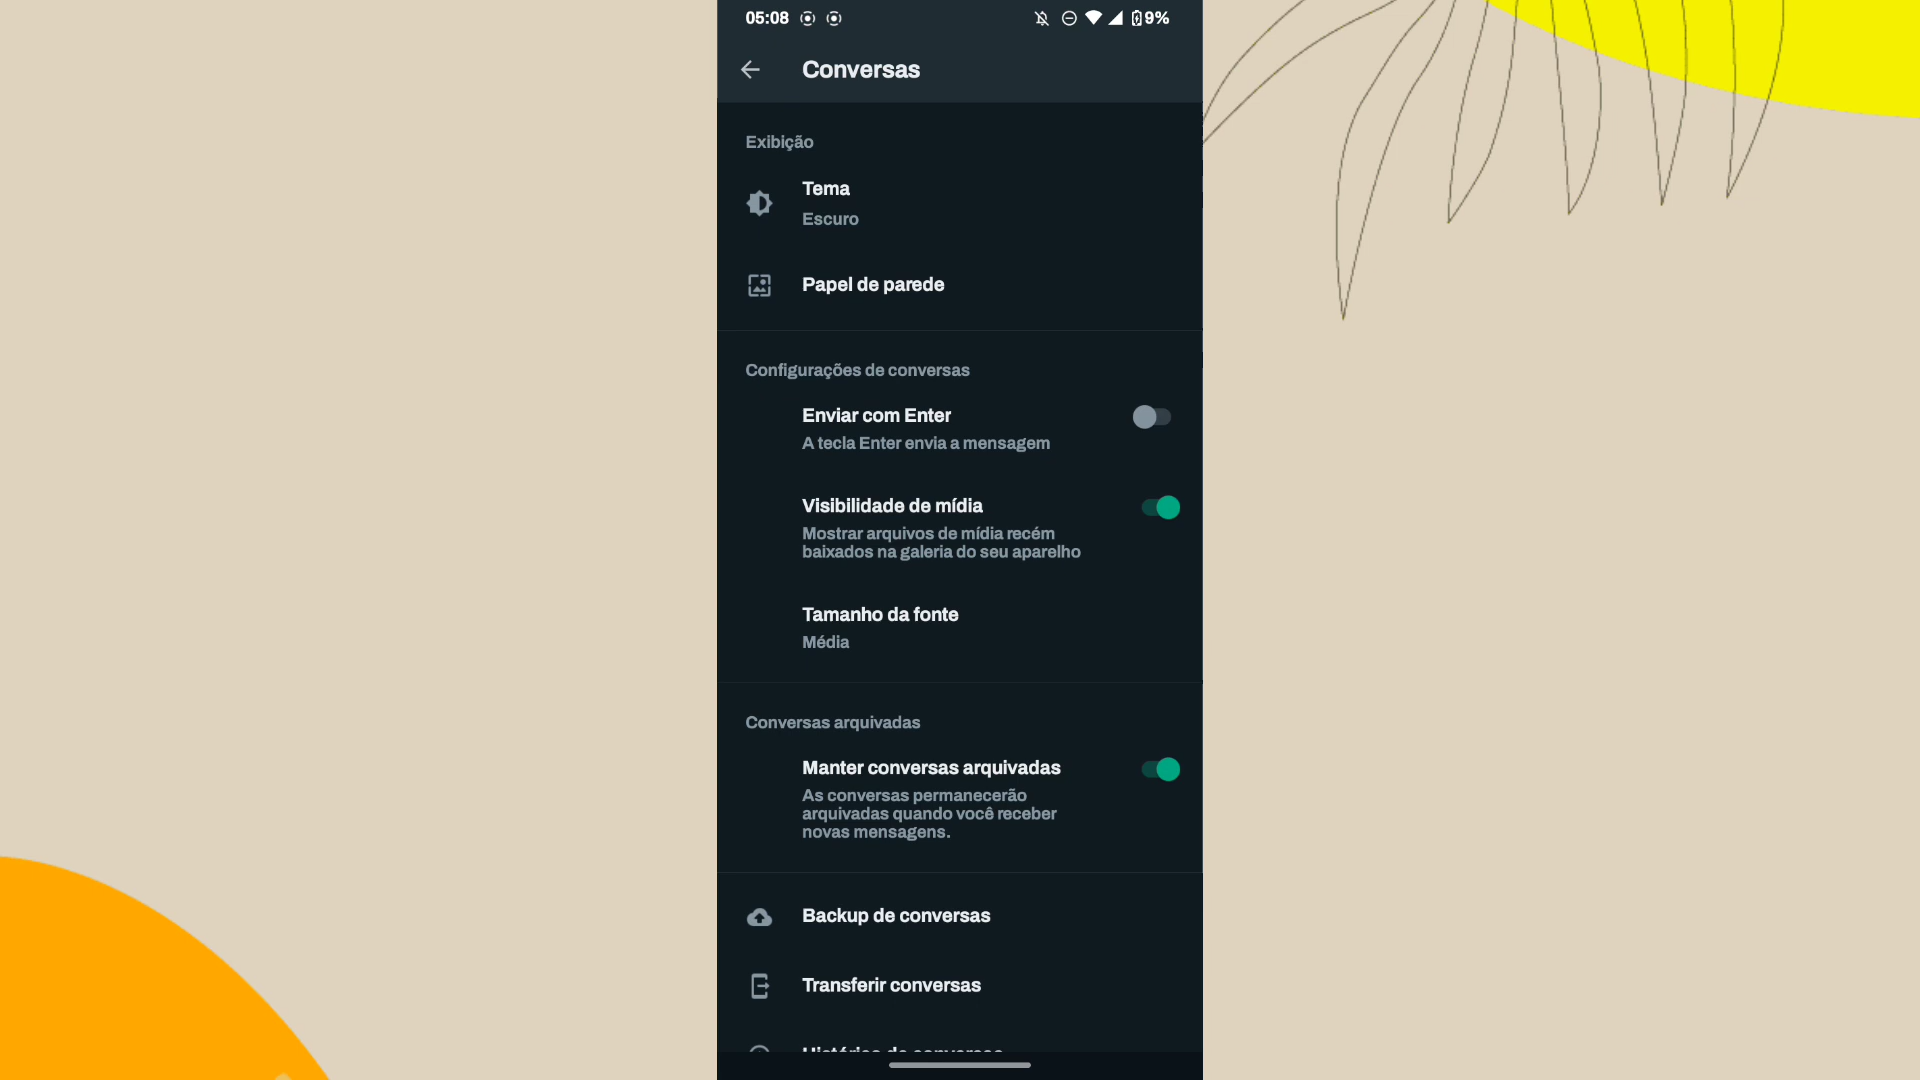 05:08
9%
Conversas
Exibição
Tema
Escuro
Papel de parede
Configurações de conversas
Enviar com Enter
A tecla Enter envia a mensagem
Visibilidade de mídia
Mostrar arquivos de mídia recém
baixados na galeria do seu aparelho
Tamanho da fonte
Média
Conversas arquivadas
Manter conversas arquivadas
As conversas permanecerão
arquivadas quando você receber
novas mensagens.
Backup de conversas
Transferir conversas
Histórico de conversas